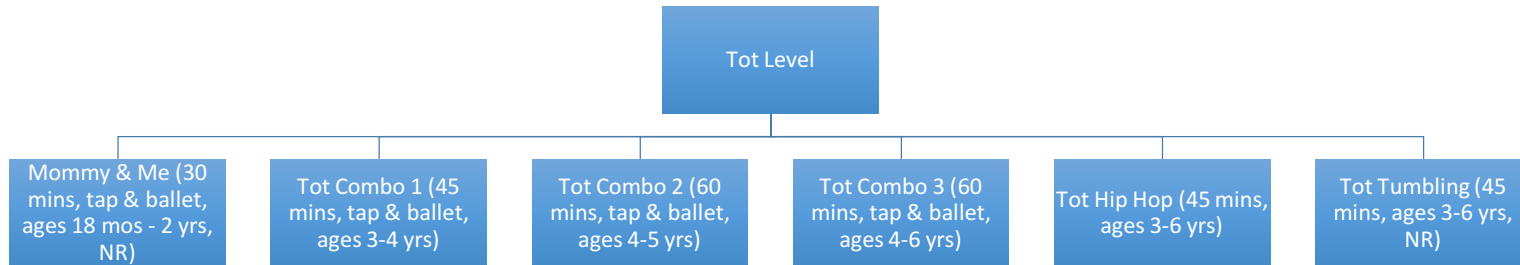 Tot Level
Mommy & Me (30
mins, tap & ballet,
ages 18 mos - 2 yrs,
NR)
Tot Combo 1 (45
mins, tap & ballet,
ages 3-4 yrs)
Tot Combo 2 (60
mins, tap & ballet,
ages 4-5 yrs)
Tot Combo 3 (60
mins, tap & ballet,
ages 4-6 yrs)
Tot Hip Hop (45 mins,
ages 3-6 yrs)
Tot Tumbling (45
mins, ages 3-6 yrs,
NR)